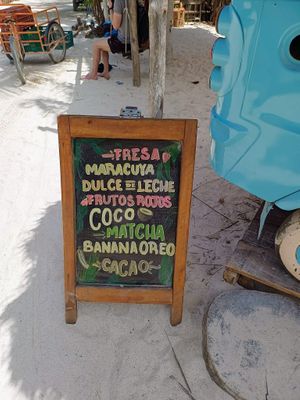 FRESA
MARACUYA
DULCE DE LECHE
FRUTOS ROJOS
COCO
MATCHA
BANANA OREO
CACAO